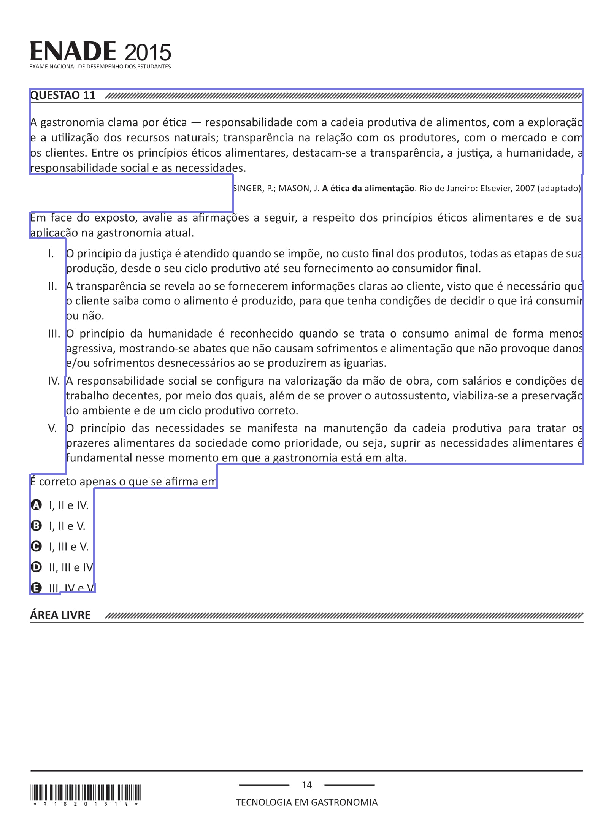 ENADE 2015
EXAME NACIONAL DE DESEMPENHO DOS ESTUDANTES
QUESTÃO 11
A gastronomia clama por ética — responsabilidade com a cadeia produtiva de alimentos, com a exploração
e a utilização dos recursos naturais; transparência na relação com os produtores, com o mercado e com
os clientes. Entre os princípios éticos alimentares, destacam-se a transparência, a justiça, a humanidade, a
responsabilidade social e as necessidades.
SINGER, P.; MASON, J. A ética da alimentação. Rio de Janeiro: Elsevier, 2007 (adaptado).
Em face do exposto, avalie as afirmações a seguir, a respeito dos princípios éticos alimentares e de sua
aplicação na gastronomia atual.
I. O princípio da justiça é atendido quando se impõe, no custo final dos produtos, todas as etapas de sua
produção, desde o seu ciclo produtivo até seu fornecimento ao consumidor final.
II. A transparência se revela ao se fornecerem informações claras ao cliente, visto que é necessário que
o cliente saiba como o alimento é produzido, para que tenha condições de decidir o que irá consumir
ou não.
III. O princípio da humanidade é reconhecido quando se trata o consumo animal de forma menos
agressiva, mostrando-se abates que não causam sofrimentos e alimentação que não provoque danos
e/ou sofrimentos desnecessários ao se produzirem as iguarias.
IV. A responsabilidade social se configura na valorização da mão de obra, com salários e condições de
trabalho decentes, por meio dos quais, além de se prover o autossustento, viabiliza-se a preservação
do ambiente e de um ciclo produtivo correto.
V. O princípio das necessidades se manifesta na manutenção da cadeia produtiva para tratar os
prazeres alimentares da sociedade como prioridade, ou seja, suprir as necessidades alimentares é
fundamental nesse momento em que a gastronomia está em alta.
É correto apenas o que se afirma em
A I, II e IV.
B I, II e V.
C I, III e V.
D II, III e IV
E III, IV e V
ÁREA LIVRE
14
TECNOLOGIA EM GASTRONOMIA